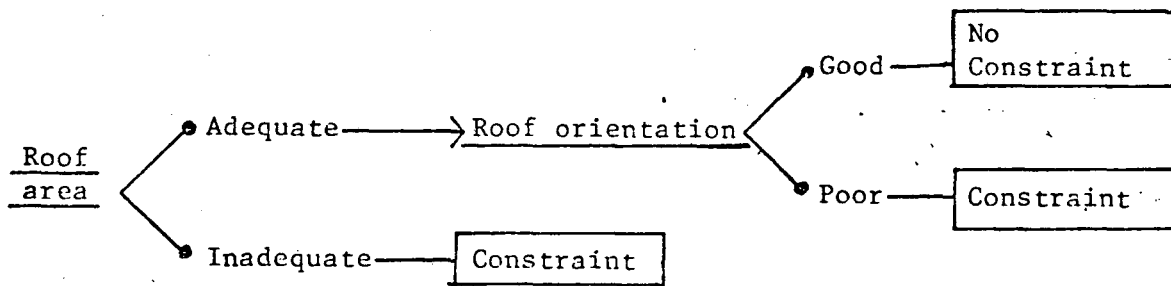 No
Good
Constraint
Adequate
Roof orientation
Roof
area
Poor
Constraint
Inadequate
Constraint